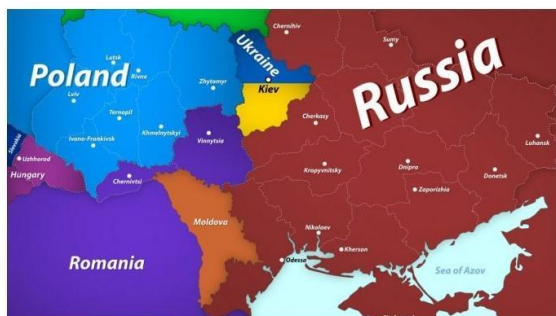 Chernihiv
Sumy
Ukraine
Russia
Lutsk
Rivne
Poland
Zhytomyr
Kiev
Lviv
Ternopil
Cherkasy
Khmelnytskyi
Ivano-Frankivsk
Vinnytsia
Luhansk
Slovakia
Uzhhorod
Hungary
Chernivtsi
Kropyvnitsky
Dnipro
Donetsk
Zaporizhia
Moldova
Nikolaev
Kherson
Odessa
Romania
Sea of Azov